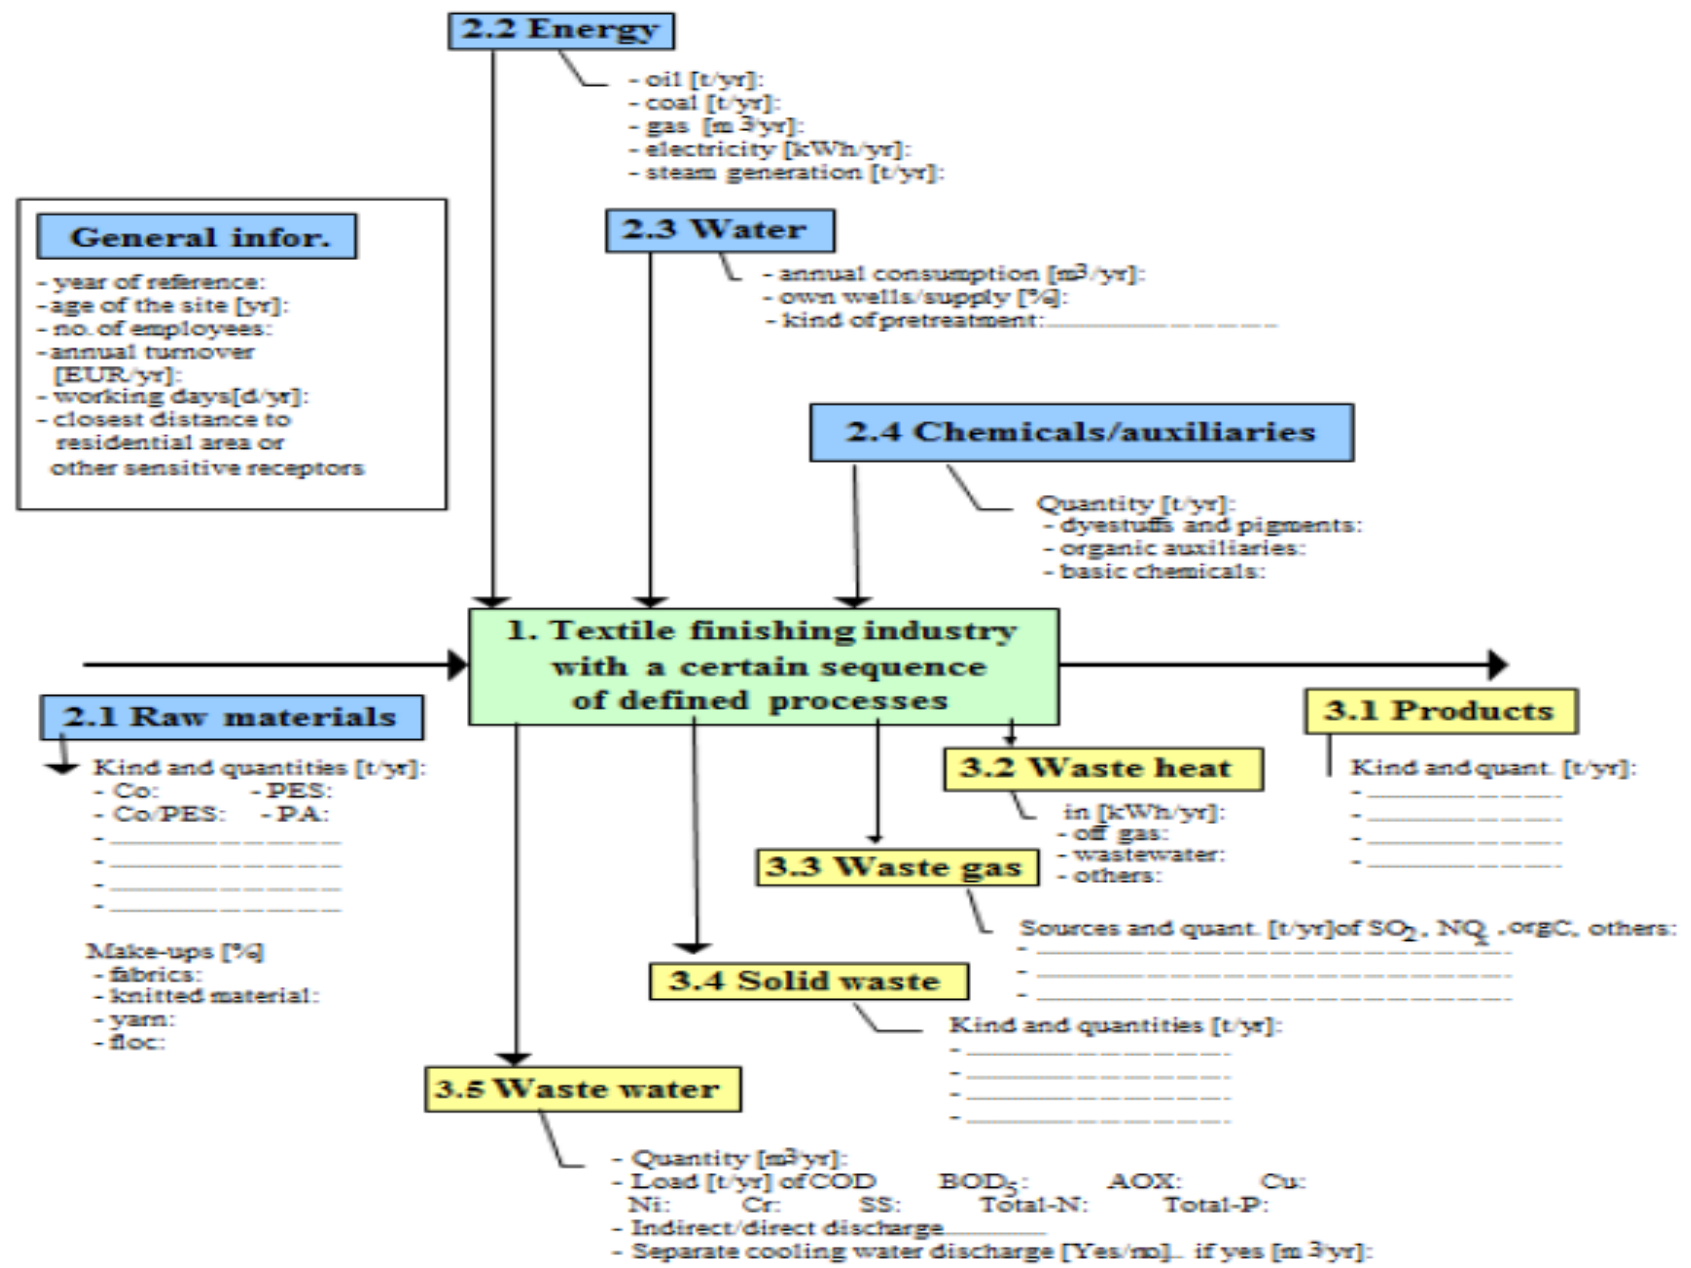 2.2 Energy
- oil [t/yr]:
- coal [t/yr]:
- gas [m 3/yr]:
- electricity [kWh/yr]:
- steam generation [t/yr]:
General infor.
- year of reference:
- age of the site [yr]:
- no. of employees:
- annual turnover
[EUR/yr]:
- working days[d/yr]:
- closest distance to
residential area or
other sensitive receptors
2.3 Water
- annual consumption [m3/yr]:
- own wells/supply [%]:
- kind of pretreatment:
2.4 Chemicals/auxiliaries
Quantity [t/yr]:
- dyestuffs and pigments:
- organic auxiliaries:
- basic chemicals:
1. Textile finishing industry
with a certain sequence
of defined processes
2.1 Raw materials
Kind and quantities [t/yr]:
- Co: - PES:
- Co/PES: - PA:
-
-
-
-
Make-ups [%]
- fabrics:
- knitted material:
- yarn:
- floc:
3.1 Products
Kind and quant. [t/yr]:
-
-
-
-
3.2 Waste heat
in [kWh/yr]:
- off gas:
- wastewater:
- others:
3.3 Waste gas
Sources and quant. [t/yr]of SO2, NOx, orgC, others:
-
-
-
3.4 Solid waste
Kind and quantities [t/yr]:
-
-
-
-
3.5 Waste water
- Quantity [m3/yr]:
- Load [t/yr] of COD BOD5: AOX: Cu:
Ni: Cr: SS: Total-N: Total-P:
- Indirect/direct discharge
- Separate cooling water discharge [Yes/no].. if yes [m 3/yr]: